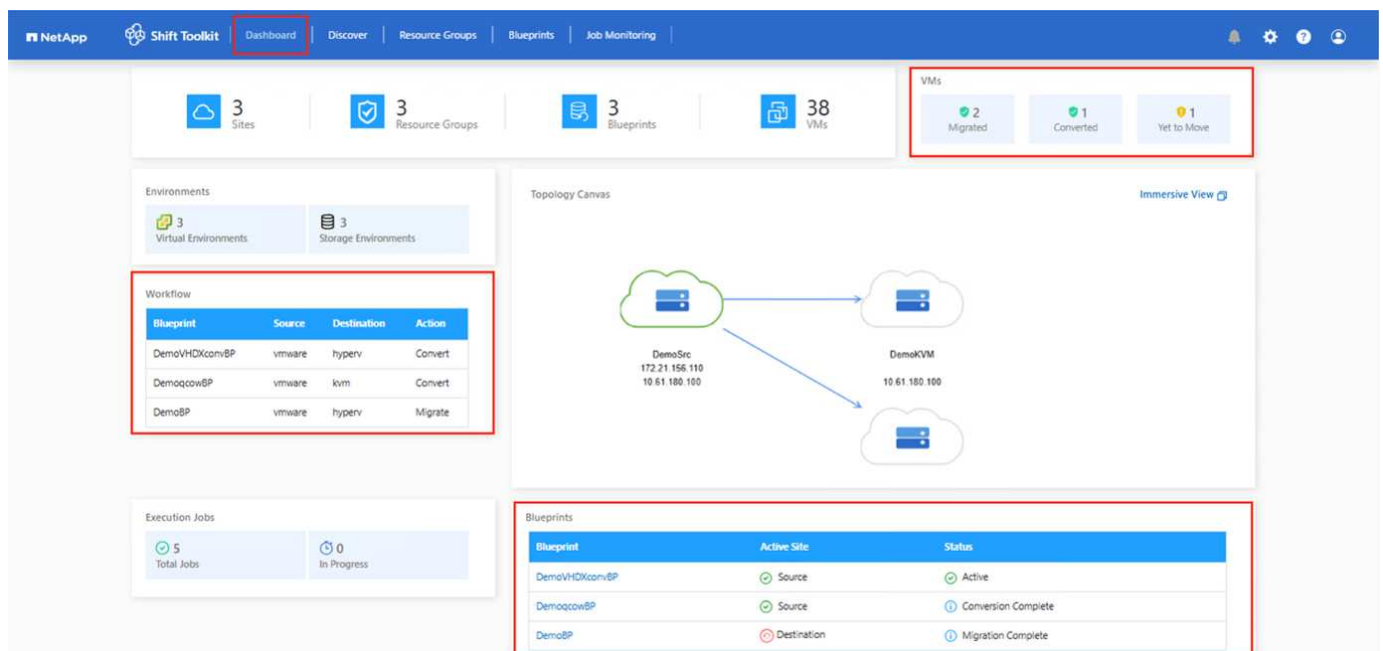 NetApp Shift Toolkit Dashboard Discover Resource Groups Blueprints Job Monitoring
3
Sites
3
Resource Groups
3
Blueprints
38
VMs
VMs
2
Migrated
1
Converted
1
Yet to Move
Environments
3
Virtual Environments
3
Storage Environments
Workflow
Blueprint Source Destination Action
DemoVHDXconvBP vmware hyperv Convert
DemoqcowBP vmware kvm Convert
DemoBP vmware hyperv Migrate
Topology Canvas
Immersive View
DemoSrc
172.21.156.110
10.61.180.100
DemoKVM
10.61.180.100
Execution Jobs
5
Total Jobs
0
In Progress
Blueprints
Blueprint Active Site Status
DemoVHDXconvBP Source Active
DemoqcowBP Source Conversion Complete
DemoBP Destination Migration Complete